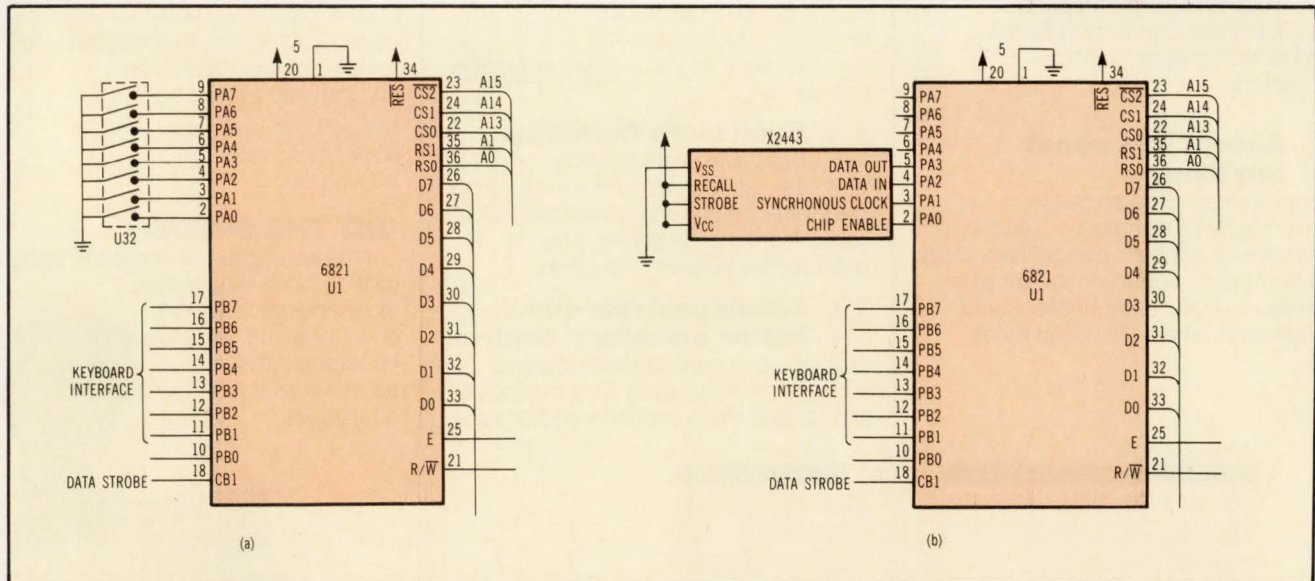 5
20
1
34
RES
9 PA7
8 PA6
7 PA5
6 PA4
5 PA3
4 PA2
3 PA1
2 PA0
U32
CS2 23 A15
CS1 24 A14
CS0 22 A13
RS1 35 A1
RS0 36 A0
D7 26
D6 27
D5 28
D4 29
D3 30
D2 31
D1 32
D0 33
E 25
R/W 21
6821
U1
17 PB7
16 PB6
15 PB5
14 PB4
13 PB3
12 PB2
11 PB1
10 PB0
18 CB1
KEYBOARD
INTERFACE
DATA STROBE
(a)
X2443
VSS
RECALL
STROBE
VCC
DATA OUT
DATA IN
SYNCRHONOUS CLOCK
CHIP ENABLE
5
20
1
34
RES
9 PA7
8 PA6
7 PA5
6 PA4
5 PA3
4 PA2
3 PA1
2 PA0
CS2 23 A15
CS1 24 A14
CS0 22 A13
RS1 35 A1
RS0 36 A0
D7 26
D6 27
D5 28
D4 29
D3 30
D2 31
D1 32
D0 33
E 25
R/W 21
6821
U1
17 PB7
16 PB6
15 PB5
14 PB4
13 PB3
12 PB2
11 PB1
10 PB0
18 CB1
KEYBOARD
INTERFACE
DATA STROBE
(b)